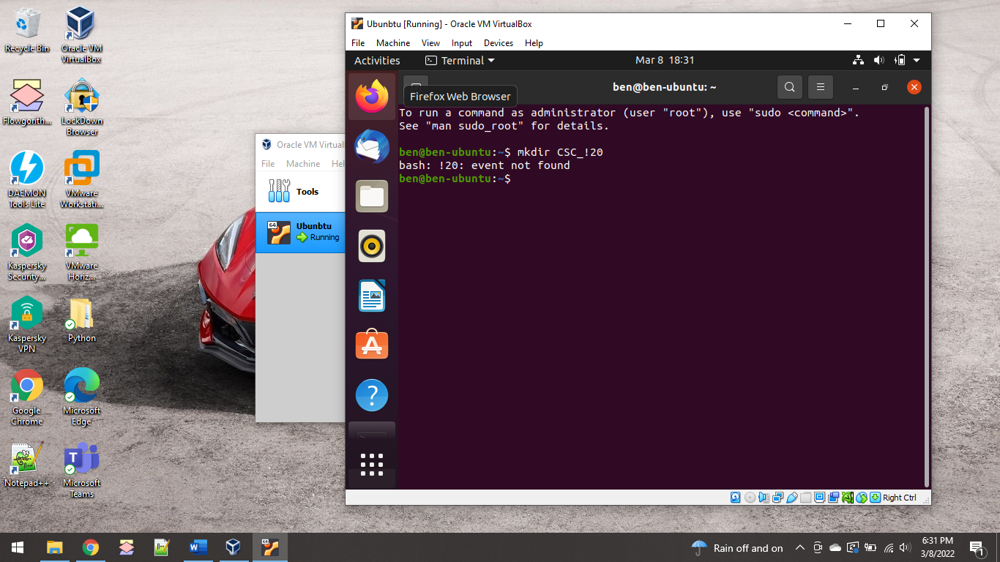 Recycle Bin
Oracle VM
VirtualBox
Flowgorith...
LockDown
Browser
DAEMON
Tools Lite
VMware
Workstati...
Kaspersky
Security...
VMware
Horiz...
Kaspersky
VPN
Python
Google
Chrome
Microsoft
Edge
Notepad++
Microsoft
Teams
Oracle VM Virtual
File Machine Hel
Tools
64
Ubunbtu
Running
Ubunbtu [Running] - Oracle VM VirtualBox
File Machine View Input Devices Help
Activities Terminal Mar 8 18:31
ben@ben-ubuntu: ~
Firefox Web Browser
To run a command as administrator (user "root"), use "sudo <command>".
See "man sudo_root" for details.
ben@ben-ubuntu:~$ mkdir CSC_!20
bash: !20: event not found
ben@ben-ubuntu:~$
Right Ctrl
Rain off and on
6:31 PM
3/8/2022
1